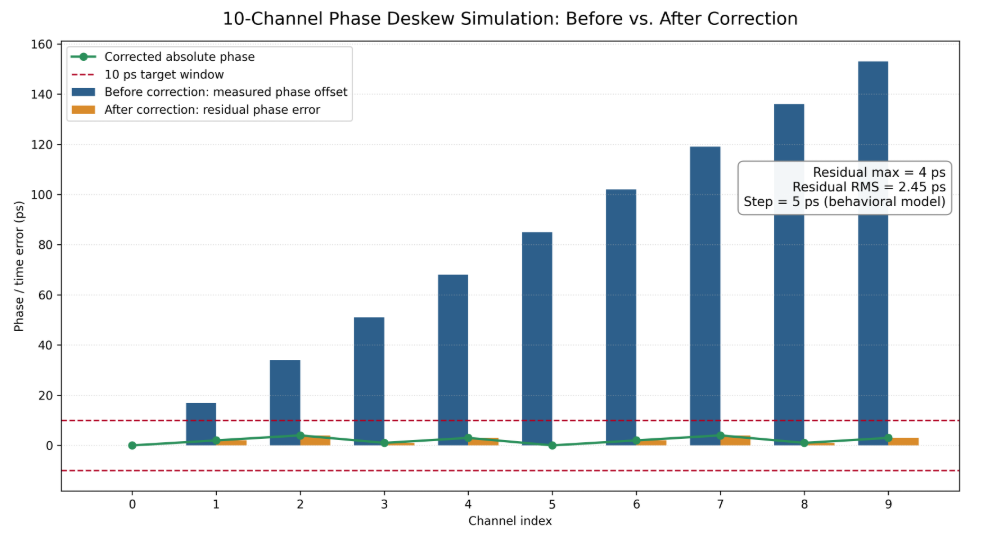 10-Channel Phase Deskew Simulation: Before vs. After Correction
Corrected absolute phase
10 ps target window
Before correction: measured phase offset
After correction: residual phase error
Residual max = 4 ps
Residual RMS = 2.45 ps
Step = 5 ps (behavioral model)
Phase / time error (ps)
160
140
120
100
80
60
40
20
0
0 1 2 3 4 5 6 7 8 9
Channel index